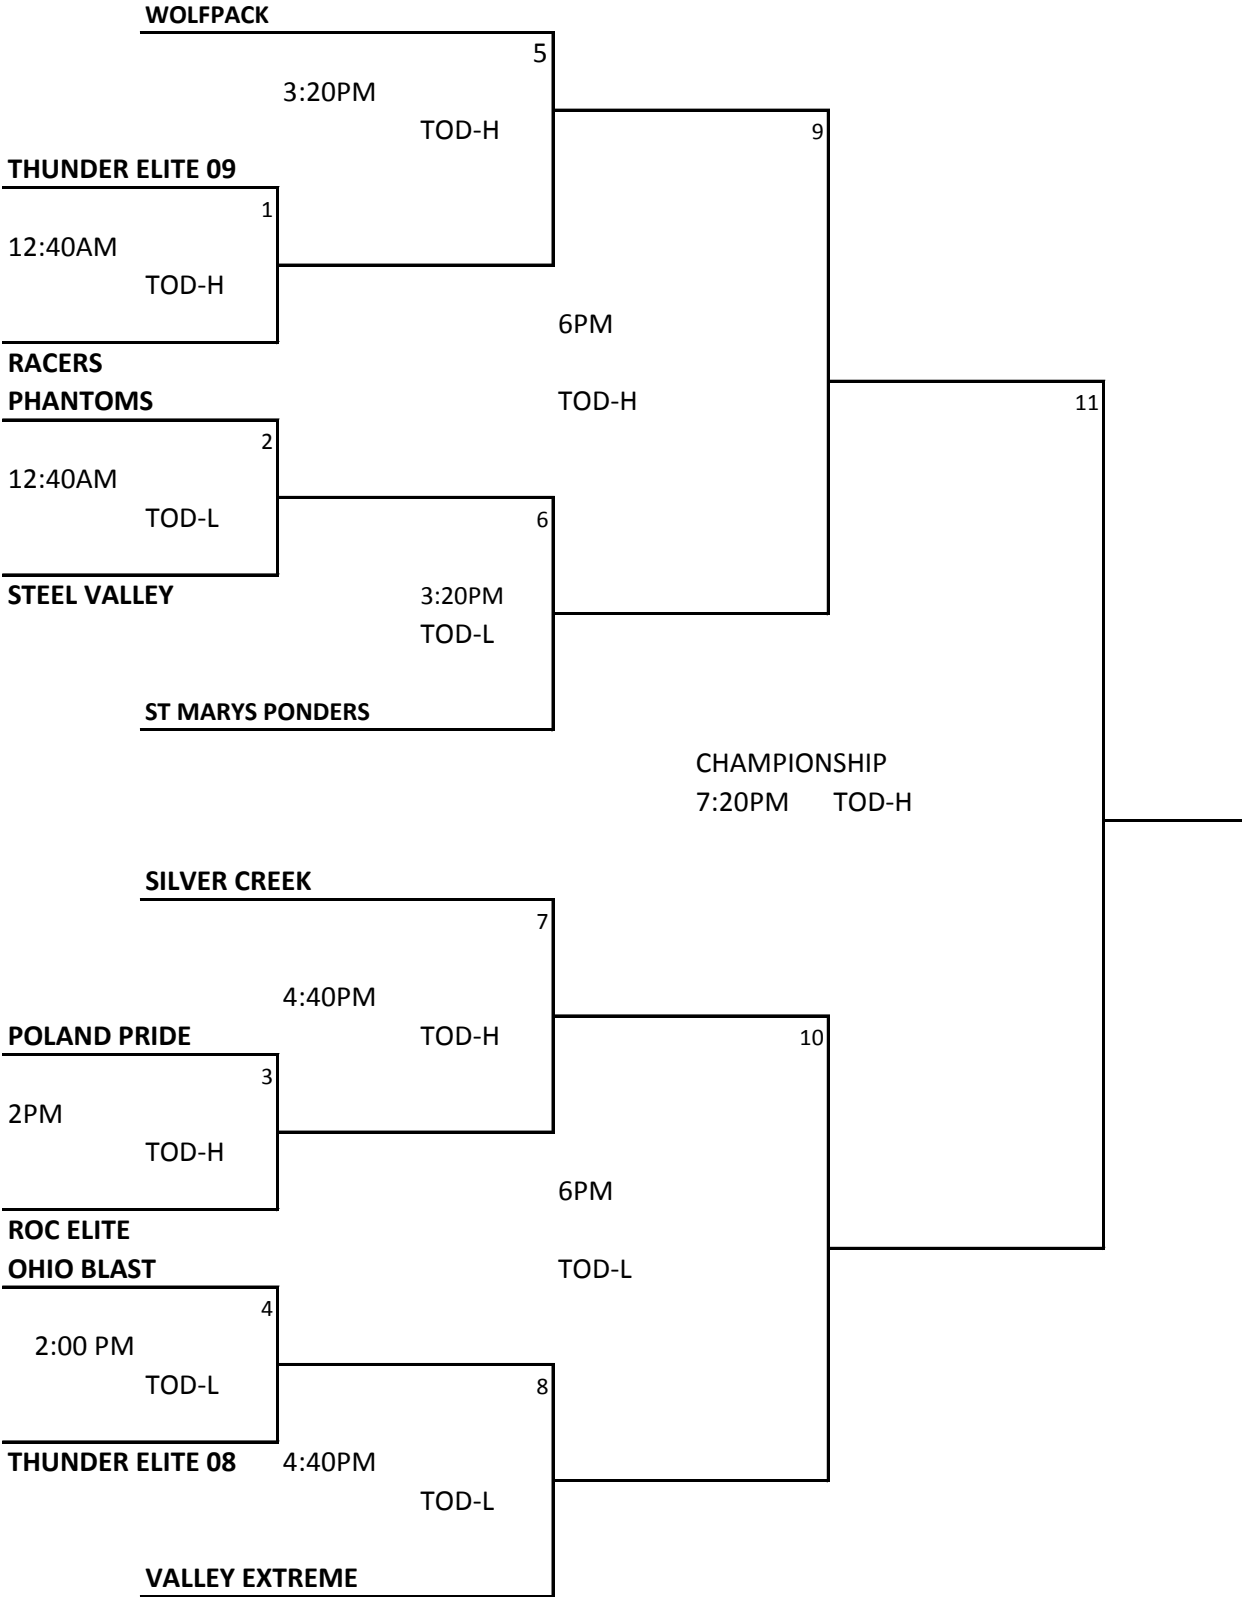 WOLFPACK
5
3:20PM
TOD-H
9
THUNDER ELITE 09
1
12:40AM
TOD-H
6PM
RACERS
PHANTOMS
TOD-H
11
2
12:40AM
TOD-L
6
STEEL VALLEY
3:20PM
TOD-L
ST MARYS PONDERS
CHAMPIONSHIP
7:20PM TOD-H
SILVER CREEK
7
4:40PM
POLAND PRIDE
TOD-H
10
3
2PM
TOD-H
6PM
ROC ELITE
OHIO BLAST
TOD-L
4
2:00 PM
TOD-L
8
THUNDER ELITE 08
4:40PM
TOD-L
VALLEY EXTREME